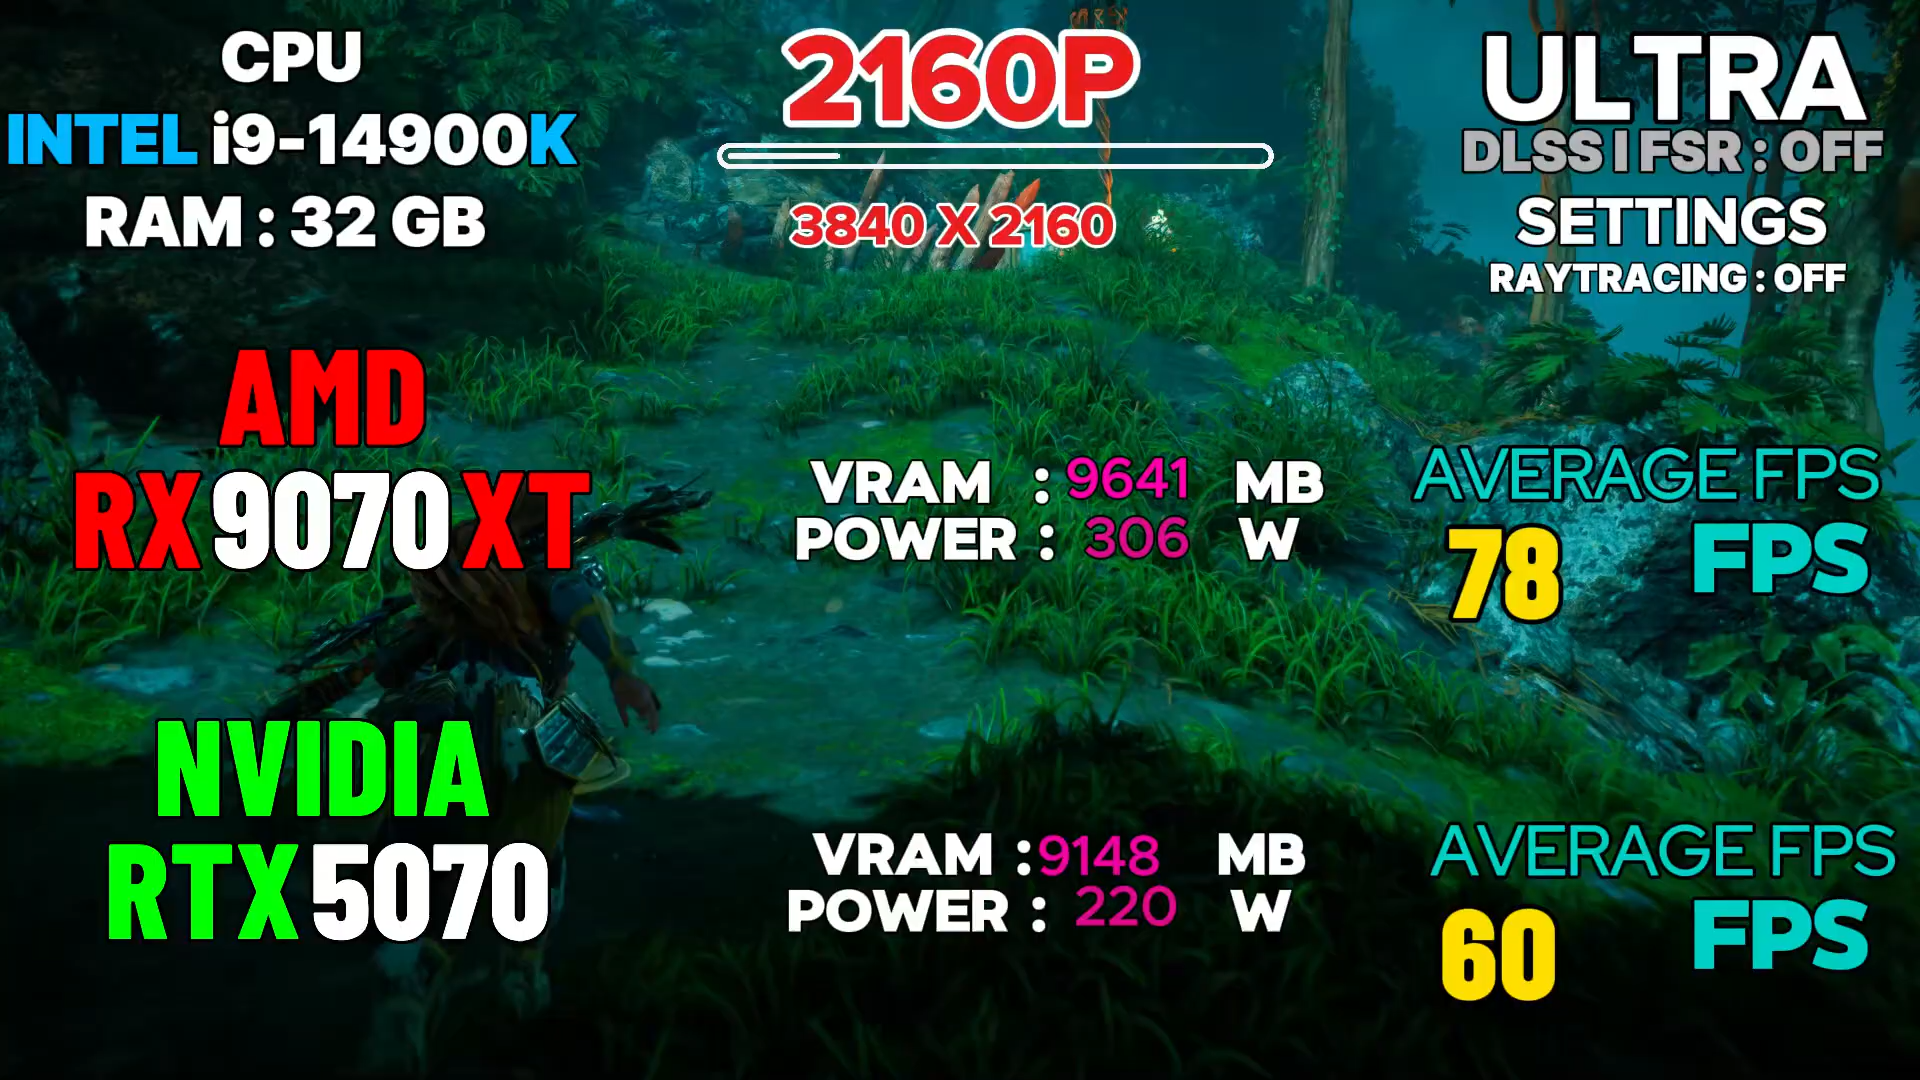 CPU
INTEL i9-14900K
RAM : 32 GB
2160P
3840 X 2160
ULTRA
DLSS I FSR : OFF
SETTINGS
RAYTRACING : OFF
AMD
RX 9070 XT
VRAM : 9641 MB
POWER : 306 W
AVERAGE FPS
78 FPS
NVIDIA
RTX 5070
VRAM : 9148 MB
POWER : 220 W
AVERAGE FPS
60 FPS